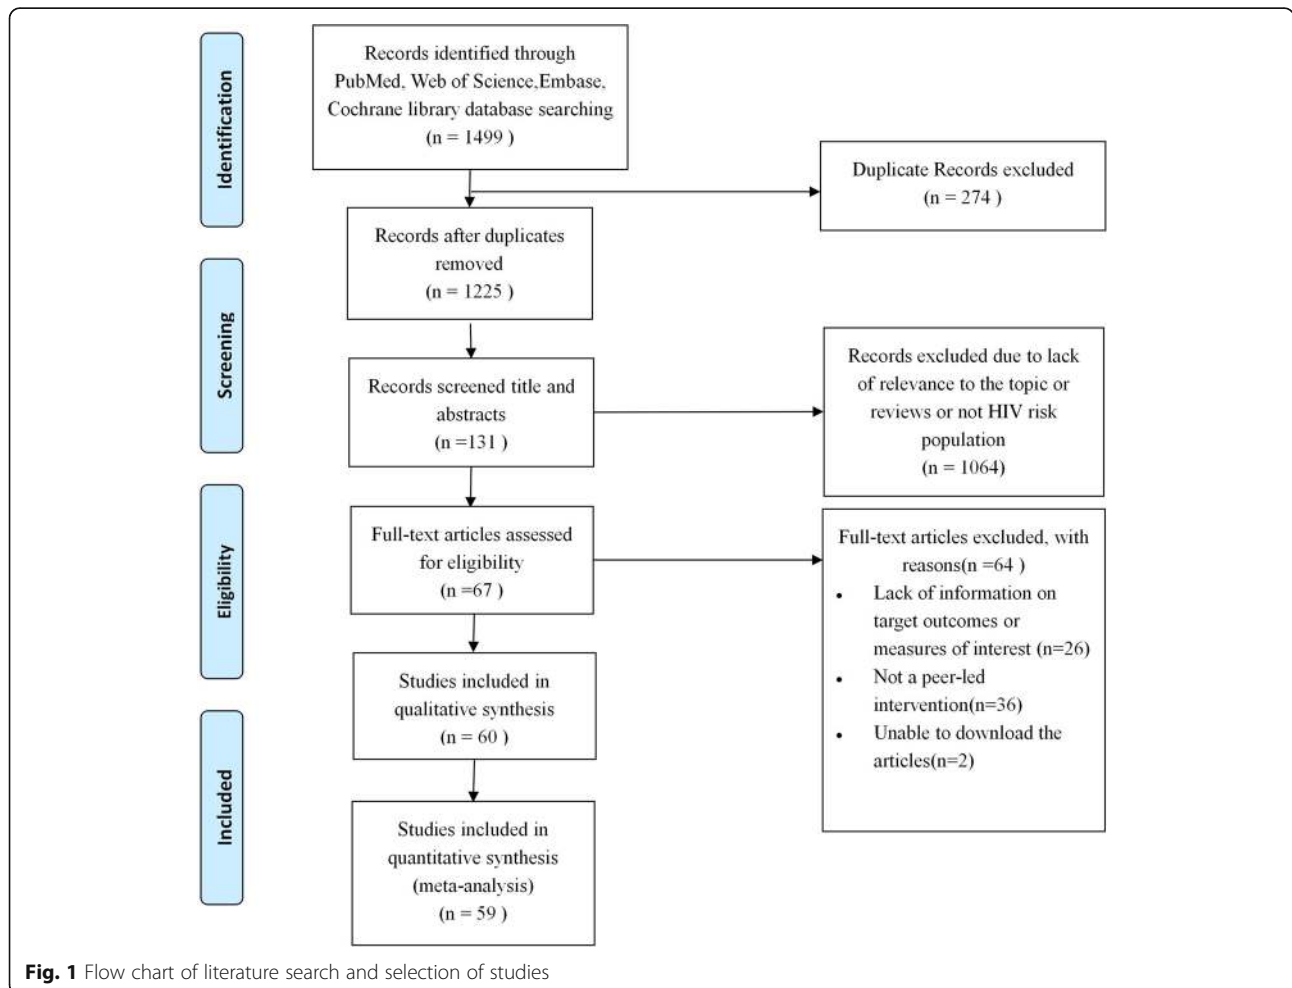 Identification
Records identified through
PubMed, Web of Science,Embase,
Cochrane library database searching
(n = 1499 )
Duplicate Records excluded
(n = 274 )
Records after duplicates
removed
(n = 1225 )
Screening
Records screened title and
abstracts
(n =131 )
Records excluded due to lack
of relevance to the topic or
reviews or not HIV risk
population
(n = 1064)
Eligibility
Full-text articles assessed
for eligibility
(n =67 )
Full-text articles excluded, with
reasons(n =64 )
• Lack of information on
target outcomes or
measures of interest (n=26)
• Not a peer-led
intervention(n=36)
• Unable to download the
articles(n=2)
Studies included in
qualitative synthesis
(n = 60 )
Included
Studies included in
quantitative synthesis
(meta-analysis)
(n = 59 )
Fig. 1 Flow chart of literature search and selection of studies